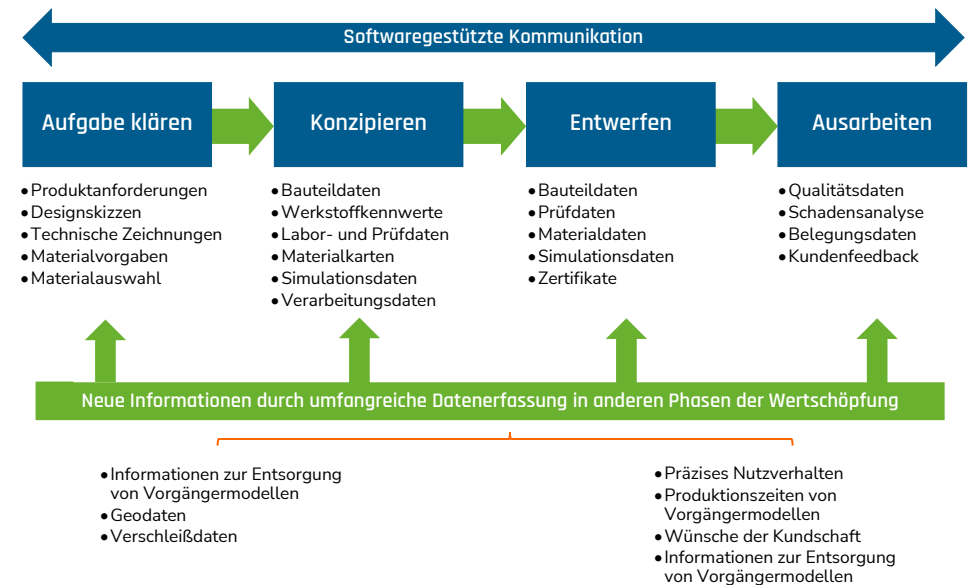 Softwaregestützte Kommunikation
Aufgabe klären
Konzipieren
Entwerfen
Ausarbeiten
• Produktanforderungen
• Designskizzen
• Technische Zeichnungen
• Materialvorgaben
• Materialauswahl
• Bauteildaten
• Werkstoffkennwerte
• Labor- und Prüfdaten
• Materialkarten
• Simulationsdaten
• Verarbeitungsdaten
• Bauteildaten
• Prüfdaten
• Materialdaten
• Simulationsdaten
• Zertifikate
• Qualitätsdaten
• Schadensanalyse
• Belegungsdaten
• Kundenfeedback
Neue Informationen durch umfangreiche Datenerfassung in anderen Phasen der Wertschöpfung
• Informationen zur Entsorgung
von Vorgängermodellen
• Geodaten
• Verschleißdaten
• Präzises Nutzverhalten
• Produktionszeiten von
Vorgängermodellen
• Wünsche der Kundschaft
• Informationen zur Entsorgung
von Vorgängermodellen